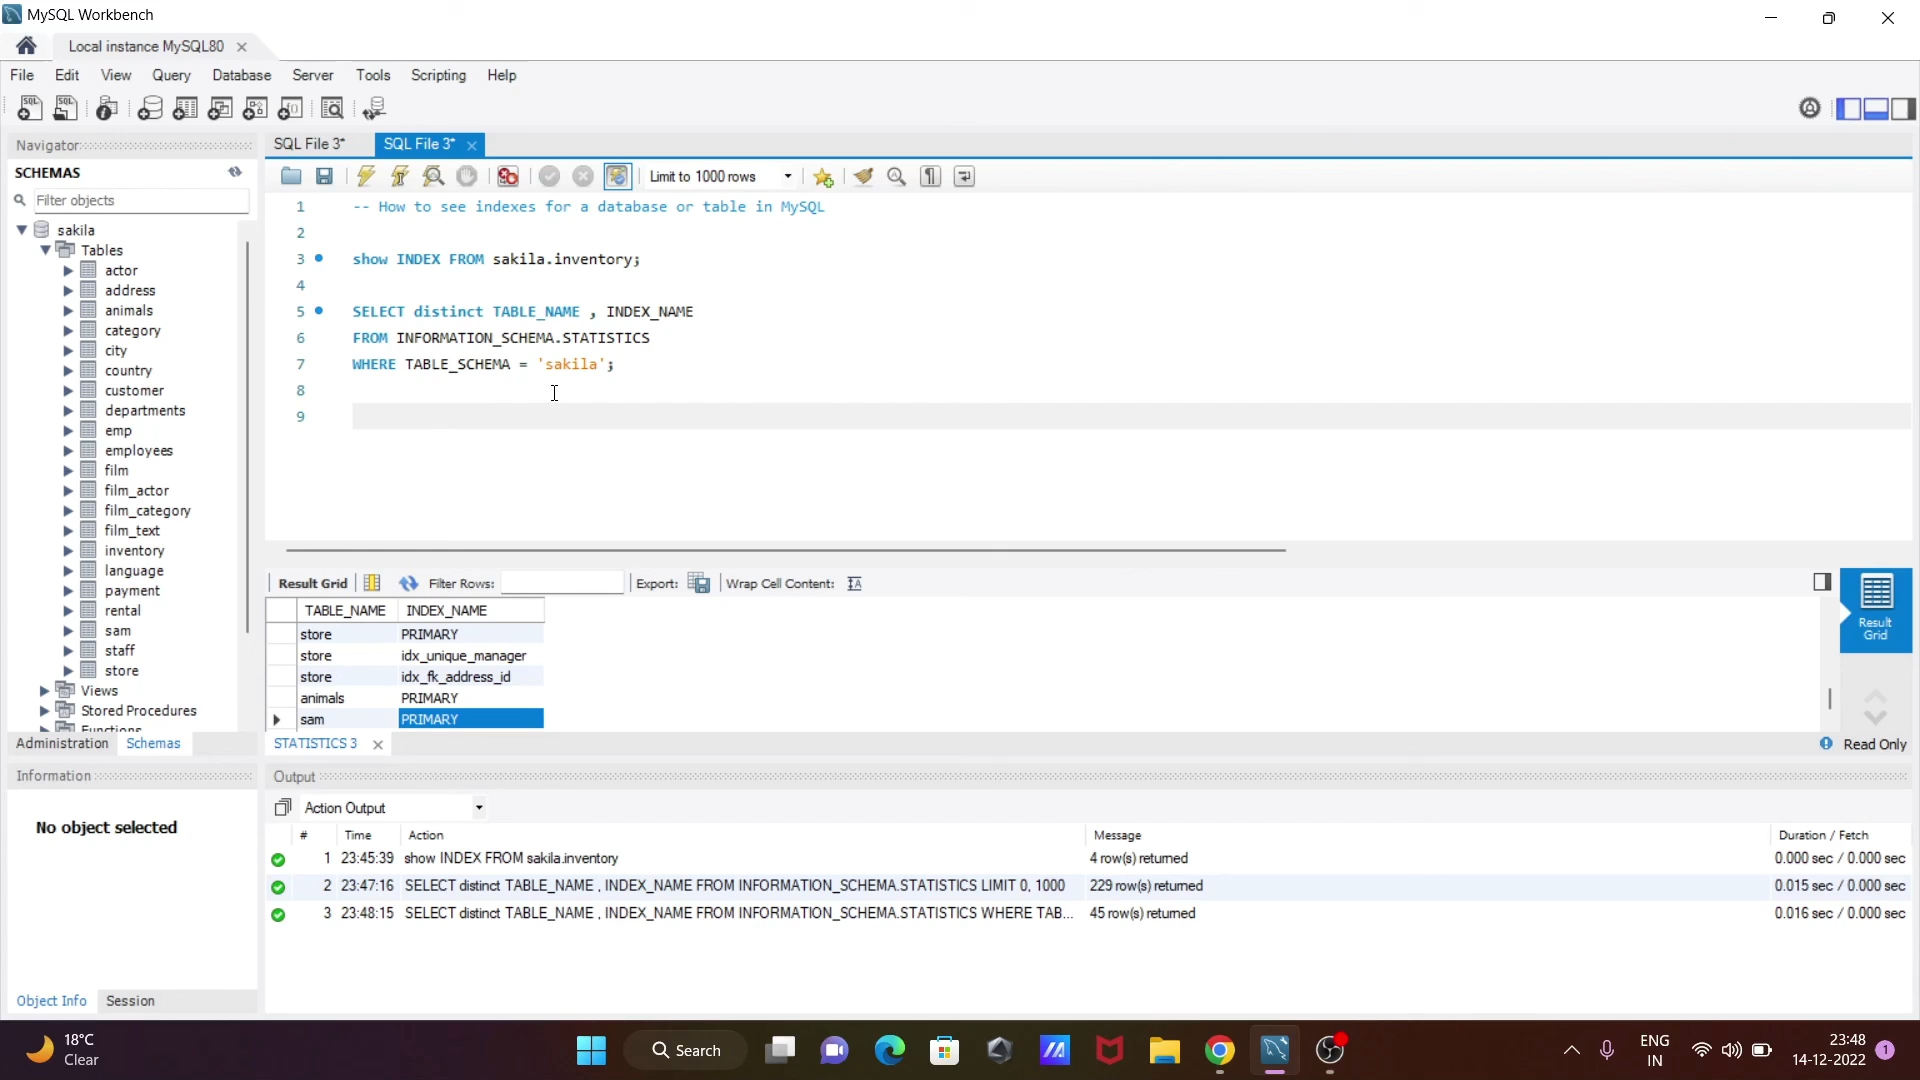 MySQL Workbench
Local instance MySQL80
File Edit View Query Database Server Tools Scripting Help
Navigator
SCHEMAS
Filter objects
sakila
Tables
actor
address
animals
category
city
country
customer
departments
emp
employees
film
film_actor
film_category
film_text
inventory
language
payment
rental
sam
staff
store
Views
Stored Procedures
Functions
Administration Schemas
Information
No object selected
Object Info Session
SQL File 3* SQL File 3*
Limit to 1000 rows
1 -- How to see indexes for a database or table in MySQL
2
3 show INDEX FROM sakila.inventory;
4
5 SELECT distinct TABLE_NAME , INDEX_NAME
6 FROM INFORMATION_SCHEMA.STATISTICS
7 WHERE TABLE_SCHEMA = 'sakila';
8
9
Result Grid Filter Rows: Export: Wrap Cell Content:
TABLE_NAME INDEX_NAME
store PRIMARY
store idx_unique_manager
store idx_fk_address_id
animals PRIMARY
sam PRIMARY
Result
Grid
STATISTICS 3 Read Only
Output
Action Output
# Time Action Message Duration / Fetch
1 23:45:39 show INDEX FROM sakila.inventory 4 row(s) returned 0.000 sec / 0.000 sec
2 23:47:16 SELECT distinct TABLE_NAME , INDEX_NAME FROM INFORMATION_SCHEMA.STATISTICS LIMIT 0, 1000 229 row(s) returned 0.015 sec / 0.000 sec
3 23:48:15 SELECT distinct TABLE_NAME , INDEX_NAME FROM INFORMATION_SCHEMA.STATISTICS WHERE TAB... 45 row(s) returned 0.016 sec / 0.000 sec
18°C
Clear
Search
ENG
IN
23:48
14-12-2022
1